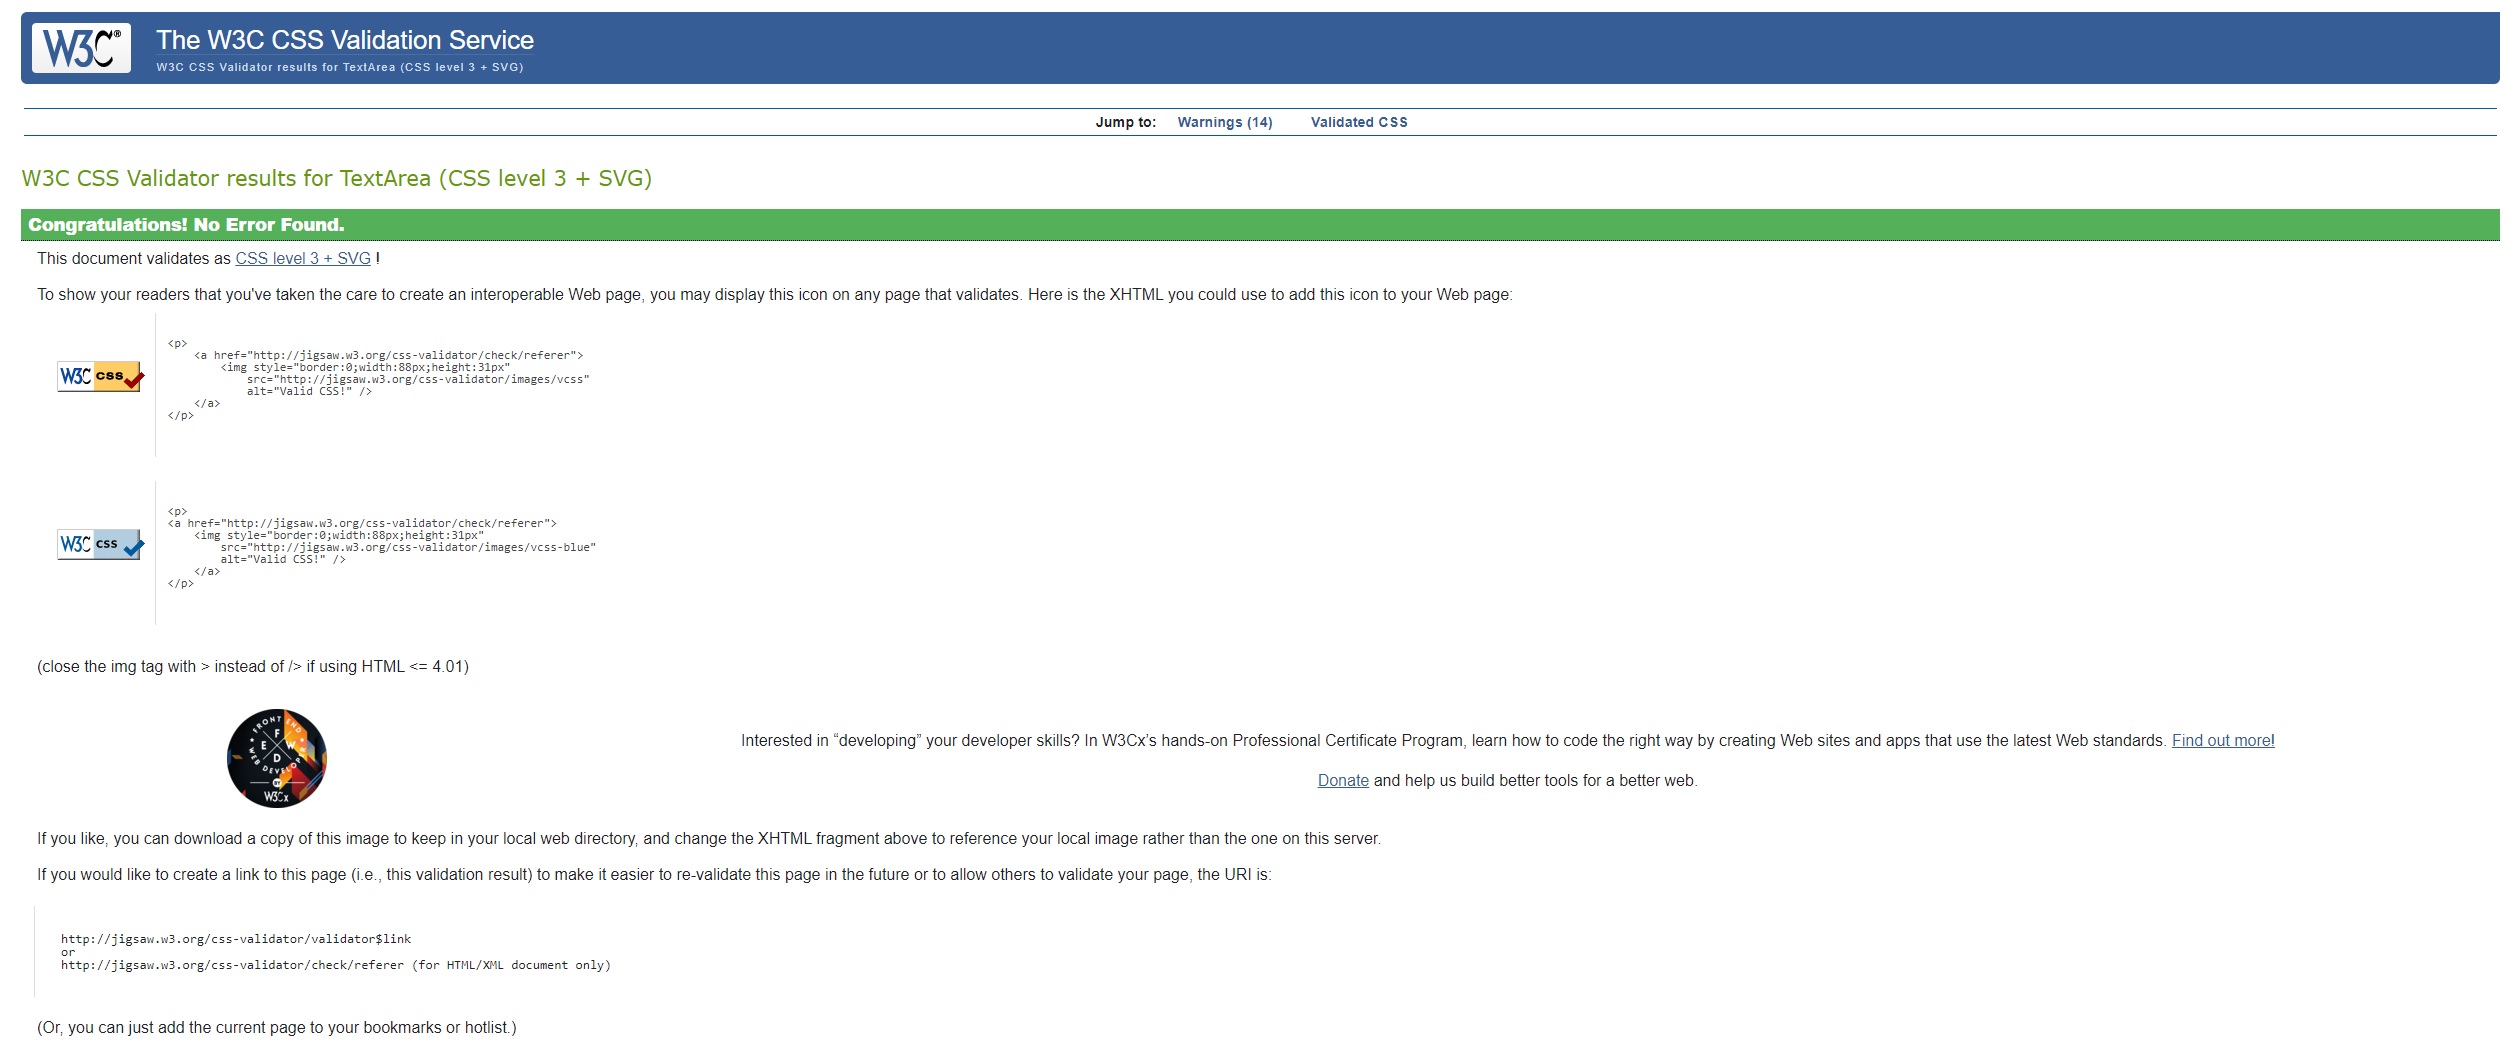 W3C®
The W3C CSS Validation Service
W3C CSS Validator results for TextArea (CSS level 3 + SVG)
Jump to: Warnings (14) Validated CSS
W3C CSS Validator results for TextArea (CSS level 3 + SVG)
Congratulations! No Error Found.
This document validates as CSS level 3 + SVG !
To show your readers that you've taken the care to create an interoperable Web page, you may display this icon on any page that validates. Here is the XHTML you could use to add this icon to your Web page:
W3C css
<p>
    <a href="http://jigsaw.w3.org/css-validator/check/referer">
        <img style="border:0;width:88px;height:31px"
            src="http://jigsaw.w3.org/css-validator/images/vcss"
            alt="Valid CSS!" />
    </a>
</p>
W3C css
<p>
<a href="http://jigsaw.w3.org/css-validator/check/referer">
    <img style="border:0;width:88px;height:31px"
        src="http://jigsaw.w3.org/css-validator/images/vcss-blue"
        alt="Valid CSS!" />
    </a>
</p>
(close the img tag with > instead of /> if using HTML <= 4.01)
FRONT END
WEB DEVELOPER
F E W D
BY
W3Cx
Interested in “developing” your developer skills? In W3Cx’s hands-on Professional Certificate Program, learn how to code the right way by creating Web sites and apps that use the latest Web standards. Find out more!
Donate and help us build better tools for a better web.
If you like, you can download a copy of this image to keep in your local web directory, and change the XHTML fragment above to reference your local image rather than the one on this server.
If you would like to create a link to this page (i.e., this validation result) to make it easier to re-validate this page in the future or to allow others to validate your page, the URI is:
http://jigsaw.w3.org/css-validator/validator$link
or
http://jigsaw.w3.org/css-validator/check/referer (for HTML/XML document only)
(Or, you can just add the current page to your bookmarks or hotlist.)